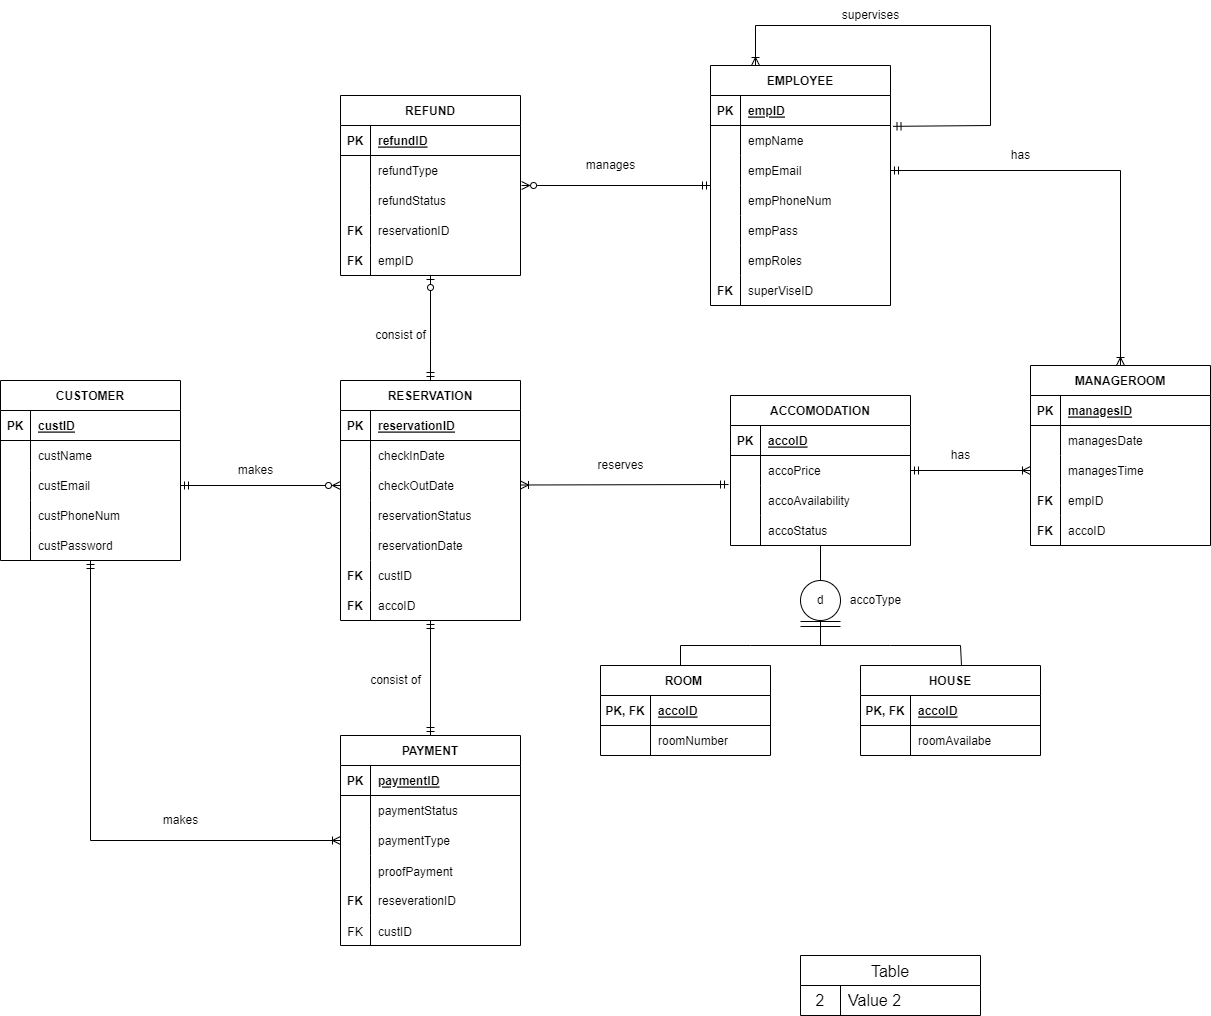 supervises
EMPLOYEE
PK empID
empName
empEmail
empPhoneNum
empPass
empRoles
FK superViseID
REFUND
PK refundID
refundType
refundStatus
FK reservationID
FK empID
manages
has
consist of
CUSTOMER
PK custID
custName
custEmail
custPhoneNum
custPassword
makes
RESERVATION
PK reservationID
checkInDate
checkOutDate
reservationStatus
reservationDate
FK custID
FK accoID
reserves
ACCOMODATION
PK accoID
accoPrice
accoAvailability
accoStatus
has
MANAGEROOM
PK managesID
managesDate
managesTime
FK empID
FK accoID
d accoType
consist of
ROOM
PK, FK accoID
roomNumber
HOUSE
PK, FK accoID
roomAvailabe
PAYMENT
PK paymentID
paymentStatus
paymentType
proofPayment
FK reseverationID
FK custID
makes
Table
2 Value 2